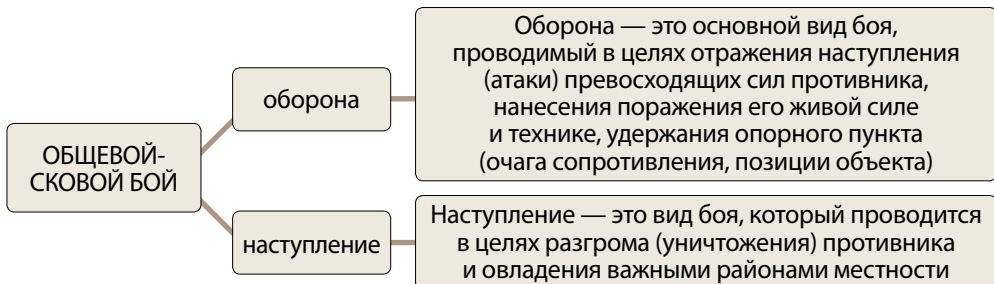 ОБЩЕВОЙ-
СКОВОЙ БОЙ
оборона
Оборона — это основной вид боя,
проводимый в целях отражения наступления
(атаки) превосходящих сил противника,
нанесения поражения его живой силе
и технике, удержания опорного пункта
(очага сопротивления, позиции объекта)
наступление
Наступление — это вид боя, который проводится
в целях разгрома (уничтожения) противника
и овладения важными районами местности